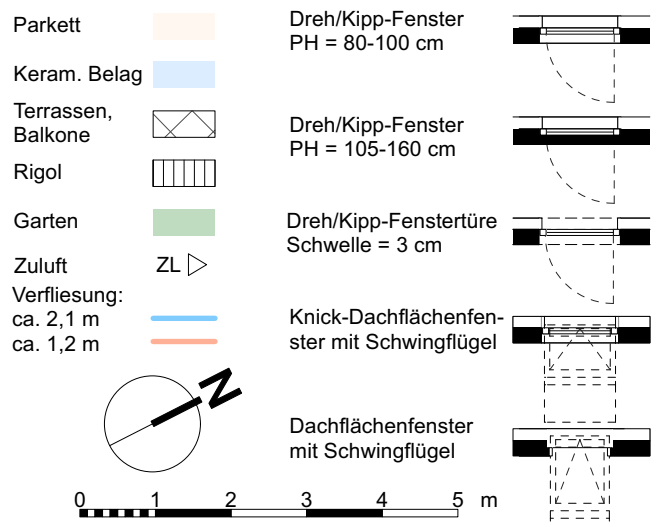 Parkett
Keram. Belag
Terrassen,
Balkone
Rigol
Garten
Zuluft ZL
Verfliesung:
ca. 2,1 m
ca. 1,2 m
N
Dreh/Kipp-Fenster
PH = 80-100 cm
Dreh/Kipp-Fenster
PH = 105-160 cm
Dreh/Kipp-Fenstertüre
Schwelle = 3 cm
Knick-Dachflächenfen-
ster mit Schwingflügel
Dachflächenfenster
mit Schwingflügel
0 1 2 3 4 5 m